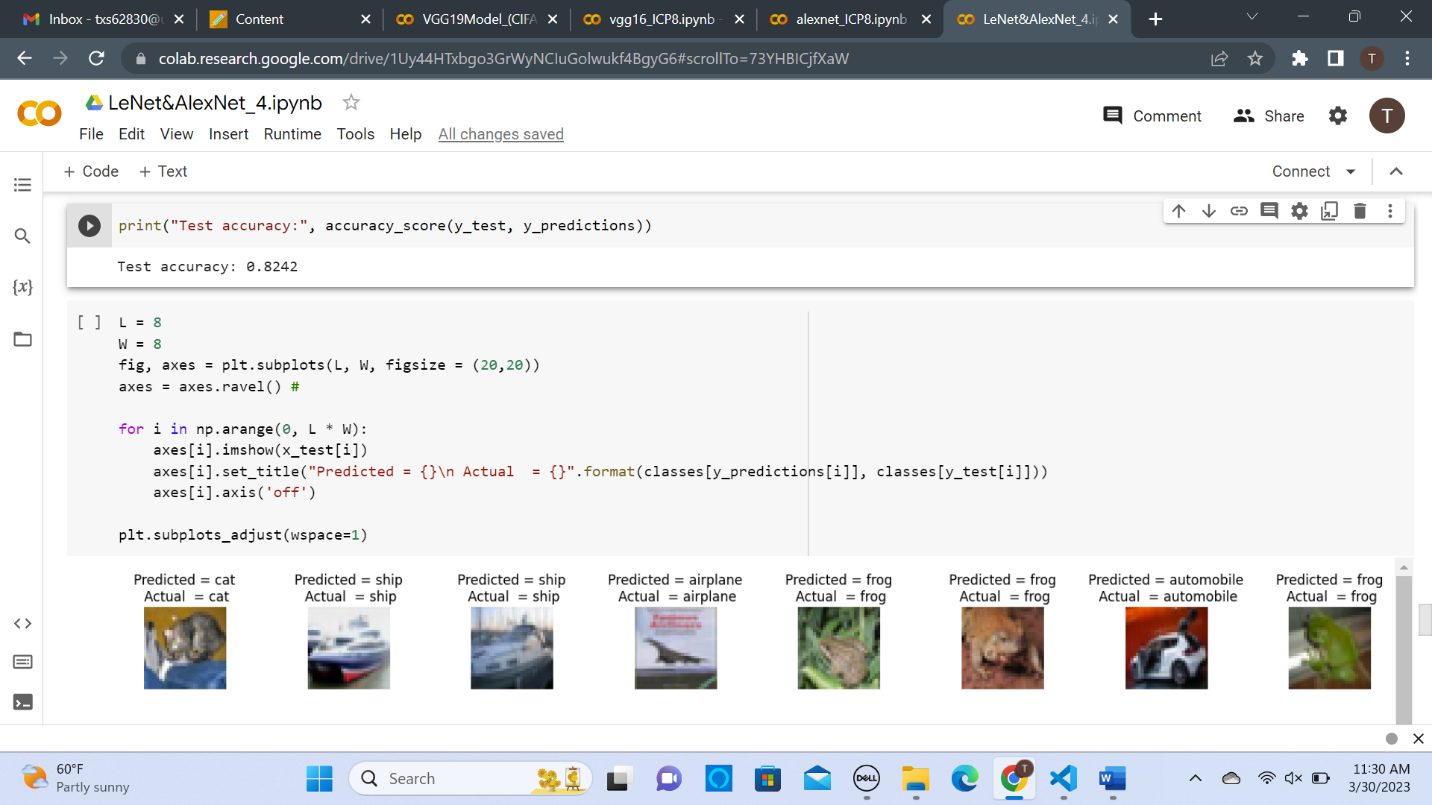 Inbox - txs62830@u
Content
VGG19Model_(CIFA
vgg16_ICP8.ipynb -
alexnet_ICP8.ipynb
LeNet&AlexNet_4.i
colab.research.google.com/drive/1Uy44HTxbgo3GrWyNCIuGolwukf4BgyG6#scrollTo=73YHBICjfXaW
T
LeNet&AlexNet_4.ipynb
Comment
Share
T
File Edit View Insert Runtime Tools Help All changes saved
+ Code + Text
Connect
print("Test accuracy:", accuracy_score(y_test, y_predictions))
Test accuracy: 0.8242
{x}
[ ] L = 8
W = 8
fig, axes = plt.subplots(L, W, figsize = (20,20))
axes = axes.ravel() #
for i in np.arange(0, L * W):
axes[i].imshow(x_test[i])
axes[i].set_title("Predicted = {}\n Actual  = {}".format(classes[y_predictions[i]], classes[y_test[i]]))
axes[i].axis('off')
plt.subplots_adjust(wspace=1)
Predicted = cat Predicted = ship Predicted = ship Predicted = airplane Predicted = frog Predicted = frog Predicted = automobile Predicted = frog
Actual = cat Actual = ship Actual = ship Actual = airplane Actual = frog Actual = frog Actual = automobile Actual = frog
60°F
Partly sunny
Search
DELL
T
W
11:30 AM
3/30/2023